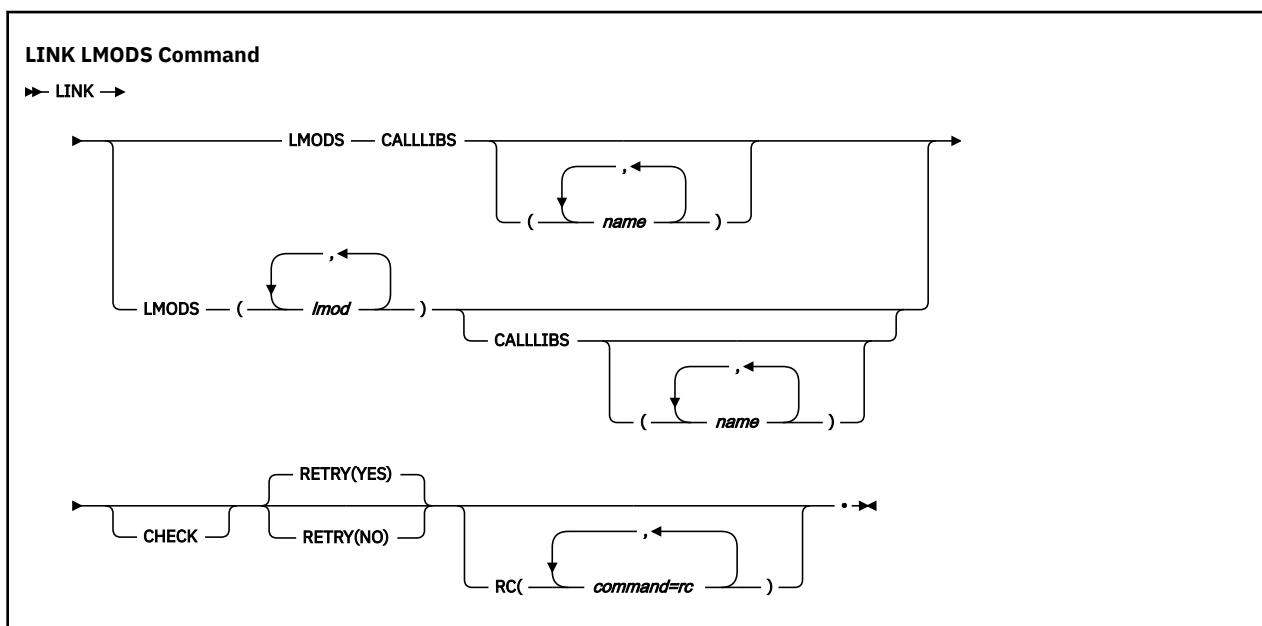 LINK LMODS Command
LINK
LMODS CALLLIBS
,
( name )
,
LMODS ( lmod )
CALLLIBS
,
( name )
RETRY(YES)
CHECK RETRY(NO)
,
RC( command=rc )
.